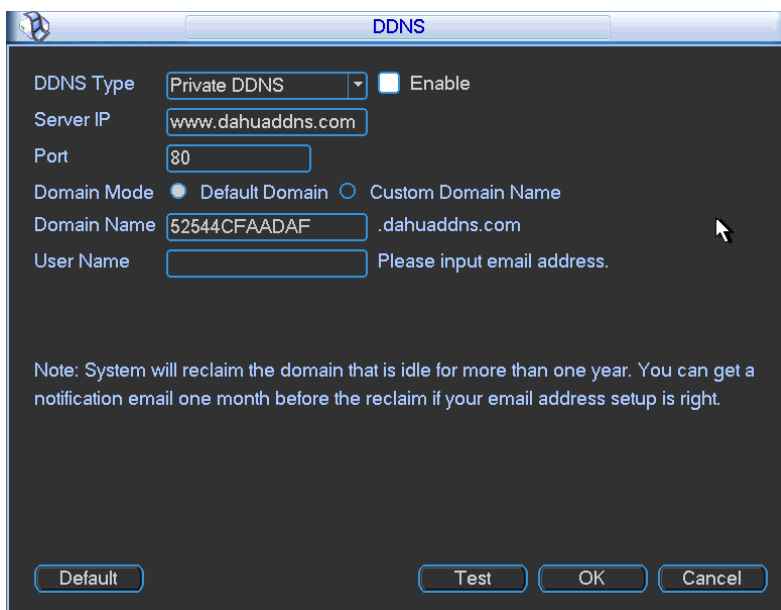 DDNS
DDNS Type Private DDNS Enable
Server IP www.dahuaddns.com
Port 80
Domain Mode Default Domain Custom Domain Name
Domain Name 52544CFAADAF .dahuaddns.com
User Name Please input email address.
Note: System will reclaim the domain that is idle for more than one year. You can get a
notification email one month before the reclaim if your email address setup is right.
Default Test OK Cancel